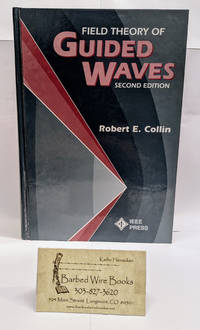 FIELD THEORY OF
GUIDED
WAVES
SECOND EDITION
Robert E. Collin
IEEE
PRESS
Barbed Wire Books
303-827-3620
504 Main Street Longmont, CO